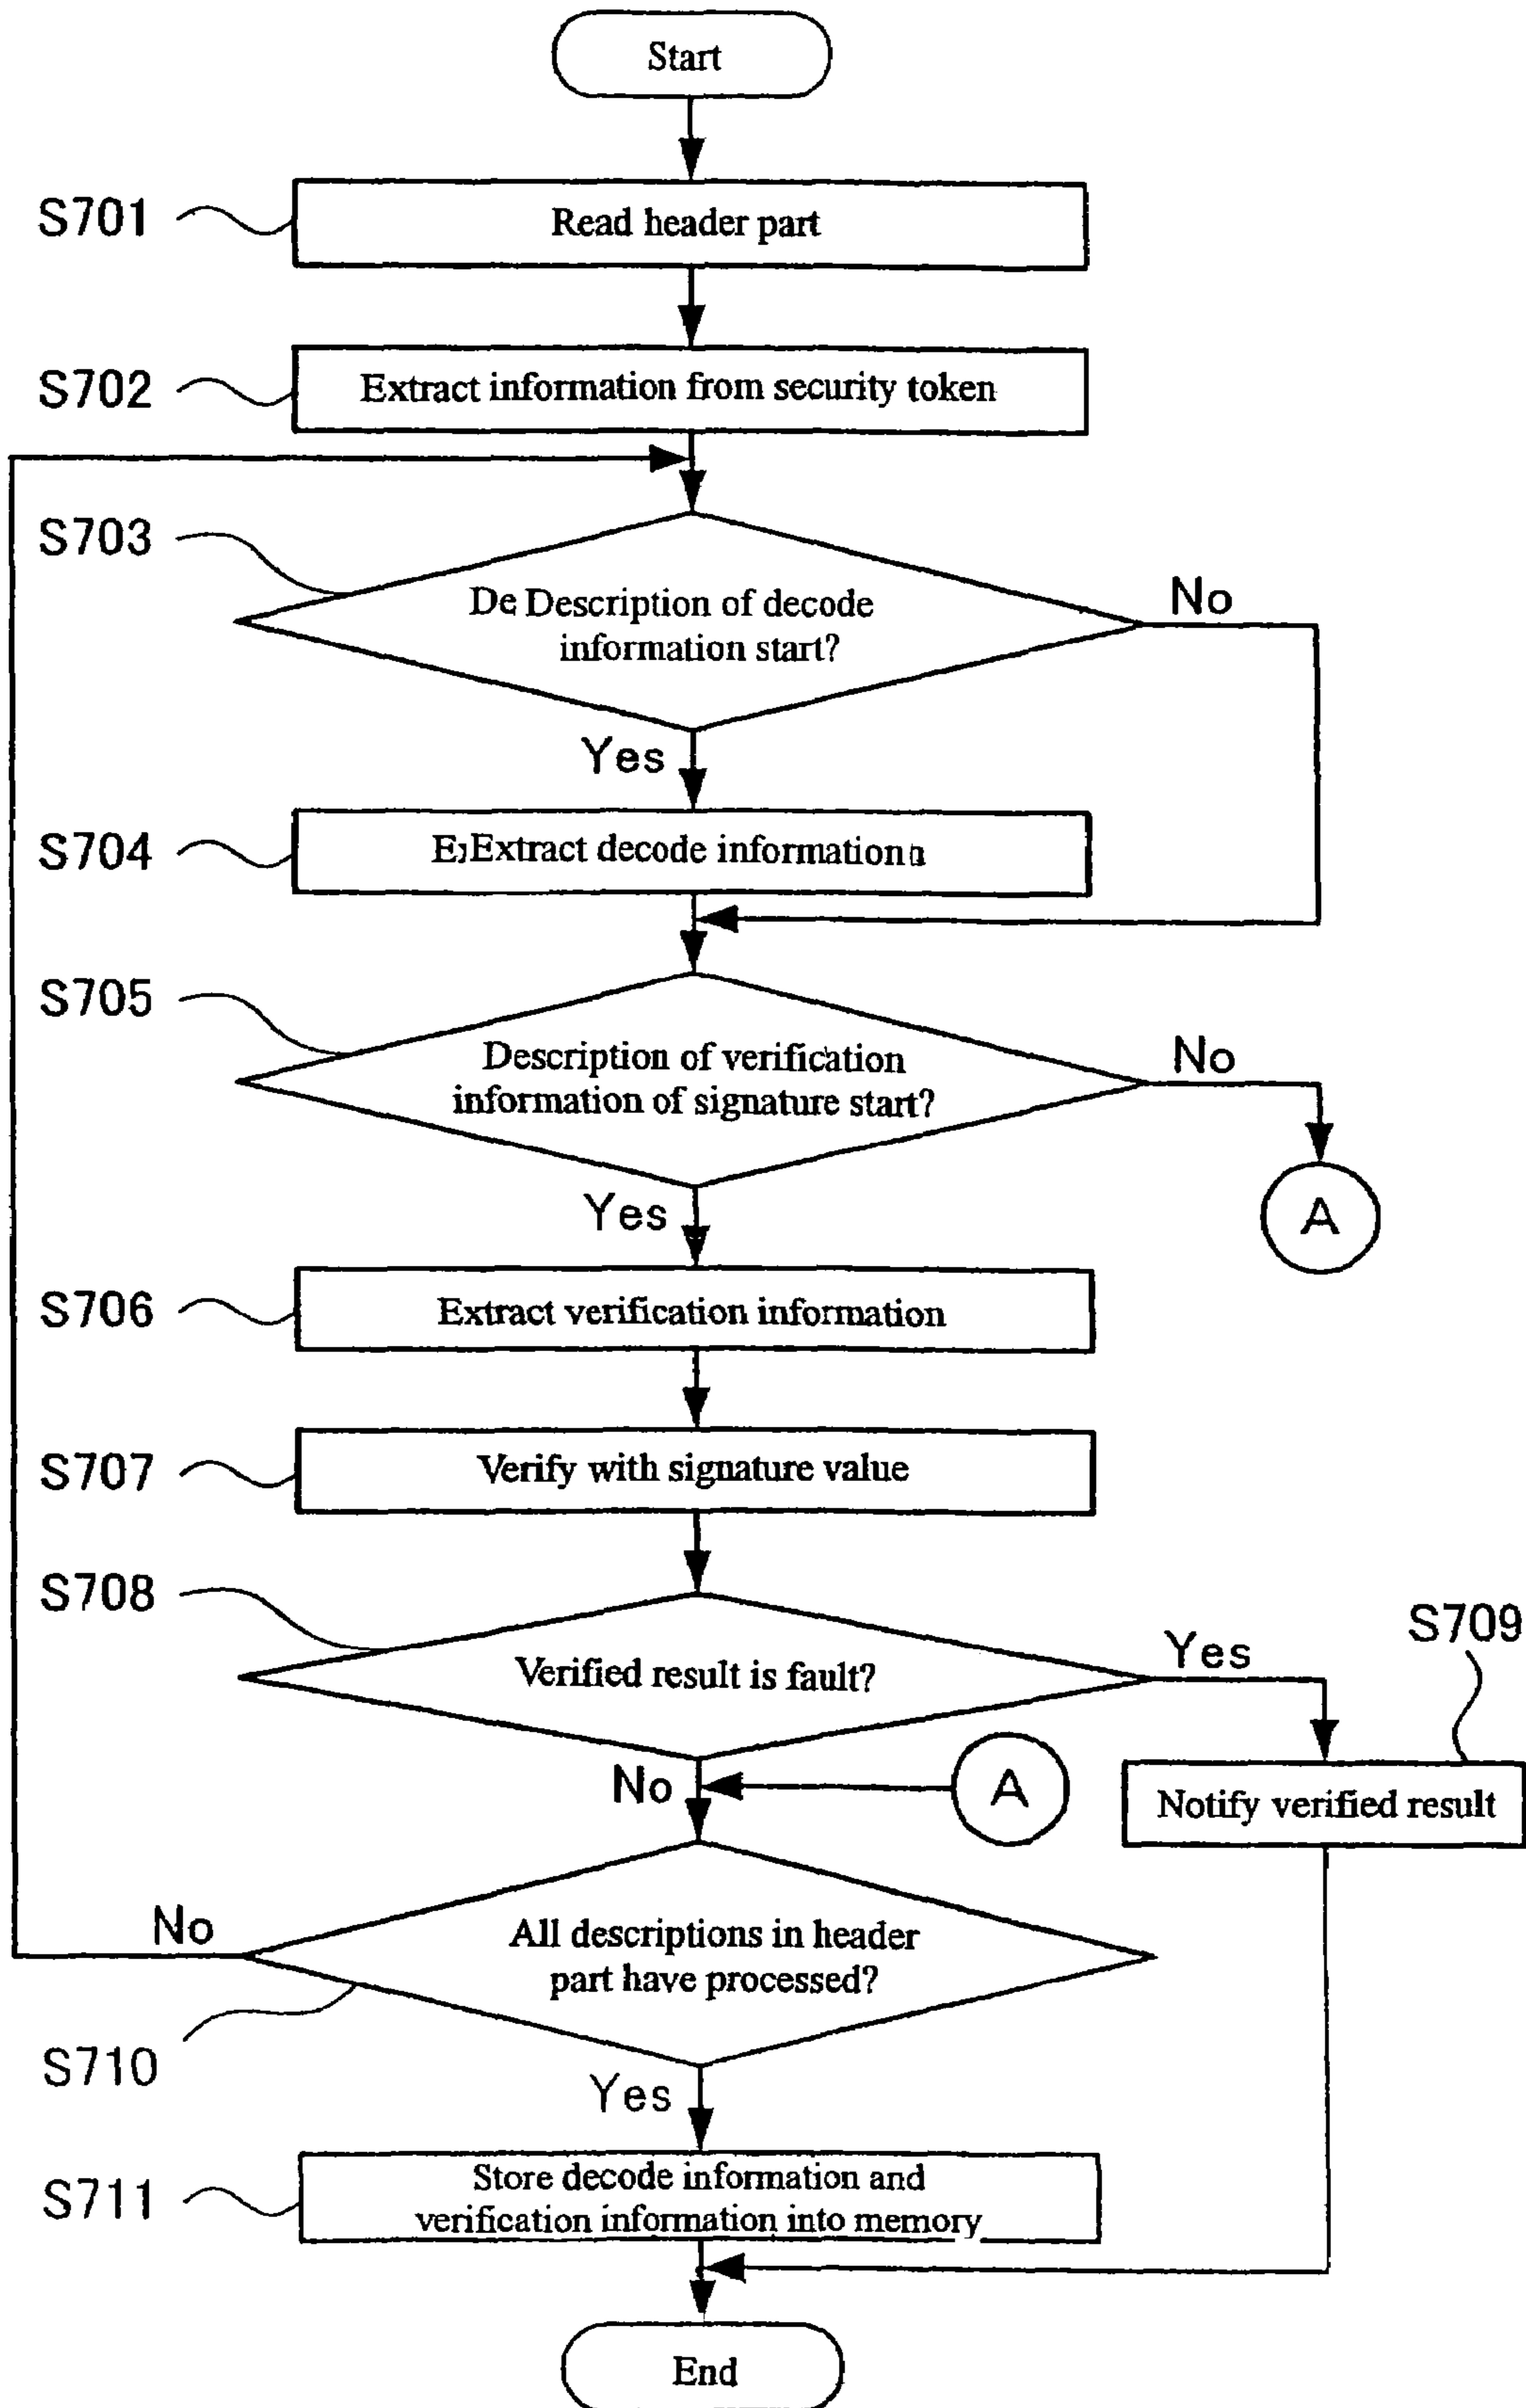 Start
S701
Read header part
S702
Extract information from security token
S703
De Description of decode
information start?
No
Yes
S704
E Extract decode information
S705
Description of verification
information of signature start?
No
A
Yes
S706
Extract verification information
S707
Verify with signature value
S708
Verified result is fault?
Yes
S709
Notify verified result
No
A
S710
All descriptions in header
part have processed?
No
Yes
S711
Store decode information and
verification information into memory
End